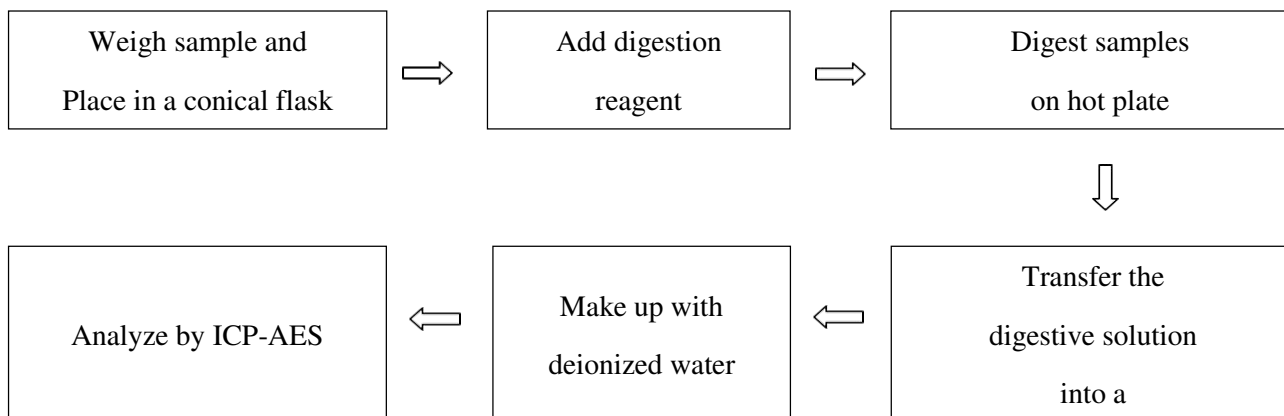 Weigh sample and
Place in a conical flask
Add digestion
reagent
Digest samples
on hot plate
Transfer the
digestive solution
into a
Make up with
deionized water
Analyze by ICP-AES